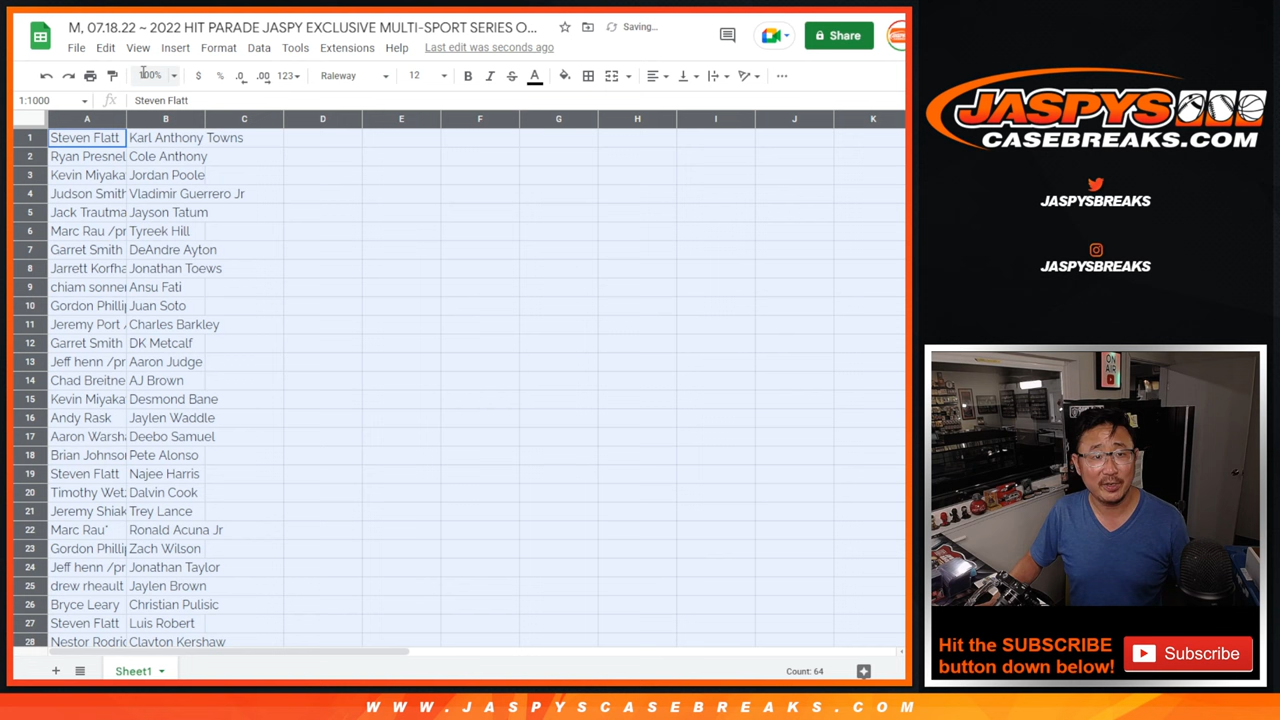 M, 07.18.22 ~ 2022 HIT PARADE JASPY EXCLUSIVE MULTI-SPORT SERIES O... Saving...
File Edit View Insert Format Data Tools Extensions Help Last edit was seconds ago
Share
100% $ % .0 .00 123 Raleway 12 B I S A
1:1000 fx Steven Flatt
A B C D E F G H I J K
1 Steven Flatt Karl Anthony Towns
2 Ryan Presnel Cole Anthony
3 Kevin Miyaka Jordan Poole
4 Judson Smith Vladimir Guerrero Jr
5 Jack Trautma Jayson Tatum
6 Marc Rau /pr Tyreek Hill
7 Garret Smith DeAndre Ayton
8 Jarrett Korfha Jonathan Toews
9 chiam sonner Ansu Fati
10 Gordon Phillip Juan Soto
11 Jeremy Port / Charles Barkley
12 Garret Smith DK Metcalf
13 Jeff henn /pr Aaron Judge
14 Chad Breitne AJ Brown
15 Kevin Miyaka Desmond Bane
16 Andy Rask Jaylen Waddle
17 Aaron Warsha Deebo Samuel
18 Brian Johnson Pete Alonso
19 Steven Flatt Najee Harris
20 Timothy Wetz Dalvin Cook
21 Jeremy Shiak Trey Lance
22 Marc Rau* Ronald Acuna Jr
23 Gordon Phillip Zach Wilson
24 Jeff henn /pr Jonathan Taylor
25 drew rheault Jaylen Brown
26 Bryce Leary Christian Pulisic
27 Steven Flatt Luis Robert
28 Nestor Rodric Clayton Kershaw
Sheet1
Count: 64
JASPYS
CASEBREAKS.COM
JASPYSBREAKS
JASPYSBREAKS
ON AIR
Hit the SUBSCRIBE
button down below!
Subscribe
WWW.JASPYSCASEBREAKS.COM